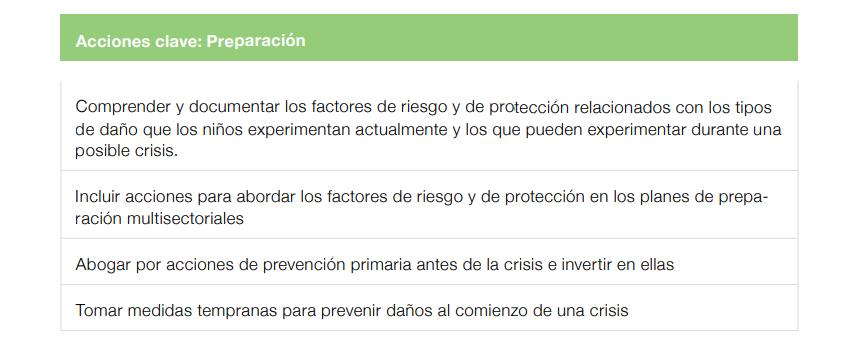 Acciones clave: Preparación
Comprender y documentar los factores de riesgo y de protección relacionados con los tipos
de daño que los niños experimentan actualmente y los que pueden experimentar durante una
posible crisis.
Incluir acciones para abordar los factores de riesgo y de protección en los planes de prepa-
ración multisectoriales
Abogar por acciones de prevención primaria antes de la crisis e invertir en ellas
Tomar medidas tempranas para prevenir daños al comienzo de una crisis